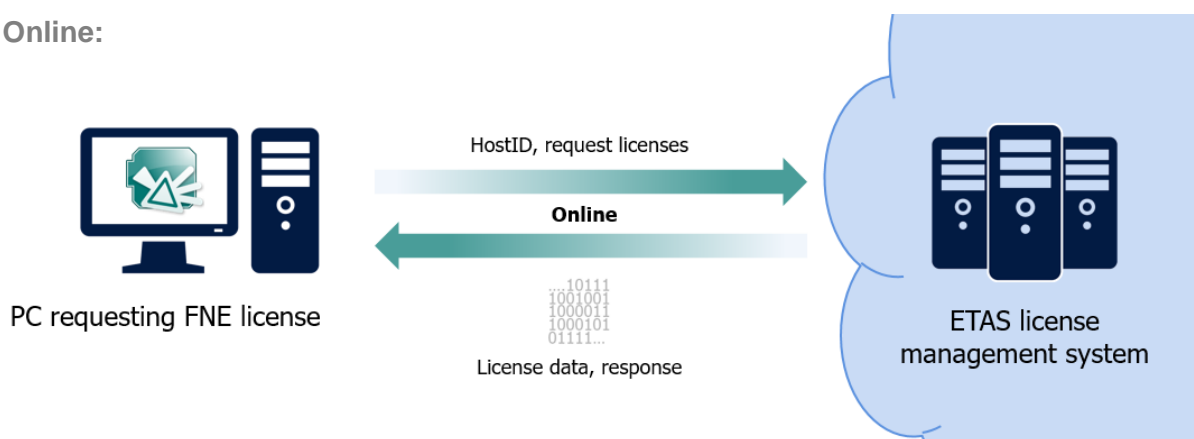 Online:
HostID, request licenses
Online
....10111
1001001
1000011
1000101
01111...
License data, response
PC requesting FNE license
ETAS license
management system